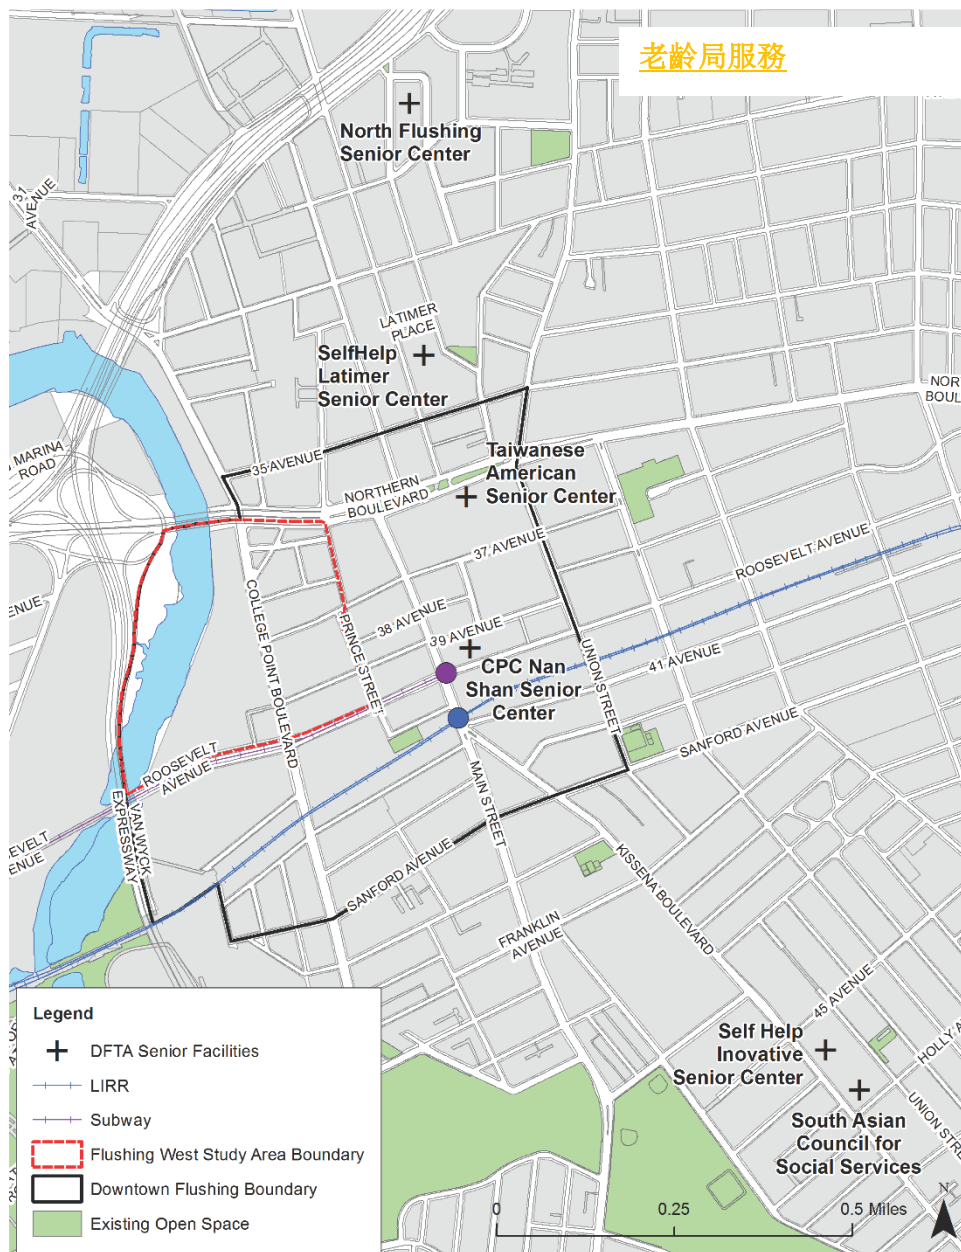 老齡局服務
North Flushing
Senior Center
31
AVENUE
LATIMER
PLACE
SelfHelp
Latimer
Senior Center
NOR
BOUL
MARINA
ROAD
35 AVENUE
Taiwanese
American
Senior Center
NORTHERN
BOULEVARD
37 AVENUE
ROOSEVELT AVENUE
ENUE
COLLEGE POINT BOULEVARD
PRINCE STREET
38 AVENUE
39 AVENUE
UNION STREET
41 AVENUE
CPC Nan
Shan Senior
Center
SANFORD AVENUE
ROOSEVELT
AVENUE
MAIN STREET
VAN WYCK
EXPRESSWAY
SEVELT
ENUE
SANFORD AVENUE
KISSENA BOULEVARD
FRANKLIN
AVENUE
45 AVENUE
HOLLY A
UNION STRE
Self Help
Inovative
Senior Center
South Asian
Council for
Social Services
Legend
DFTA Senior Facilities
LIRR
Subway
Flushing West Study Area Boundary
Downtown Flushing Boundary
Existing Open Space
0
0.25
0.5 Miles
N